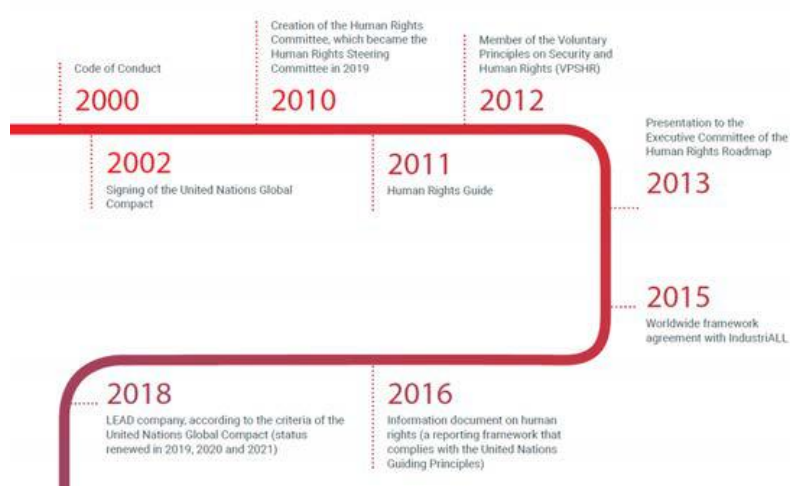 Code of Conduct
2000
2002
Signing of the United Nations Global
Compact
Creation of the Human Rights
Committee, which became the
Human Rights Steering
Committee in 2019
2010
2011
Human Rights Guide
Member of the Voluntary
Principles on Security and
Human Rights (VPSHR)
2012
Presentation to the
Executive Committee of the
Human Rights Roadmap
2013
2015
Worldwide framework
agreement with IndustriALL
2016
Information document on human
rights (a reporting framework that
complies with the United Nations
Guiding Principles)
2018
LEAD company, according to the criteria of the
United Nations Global Compact (status
renewed in 2019, 2020 and 2021)